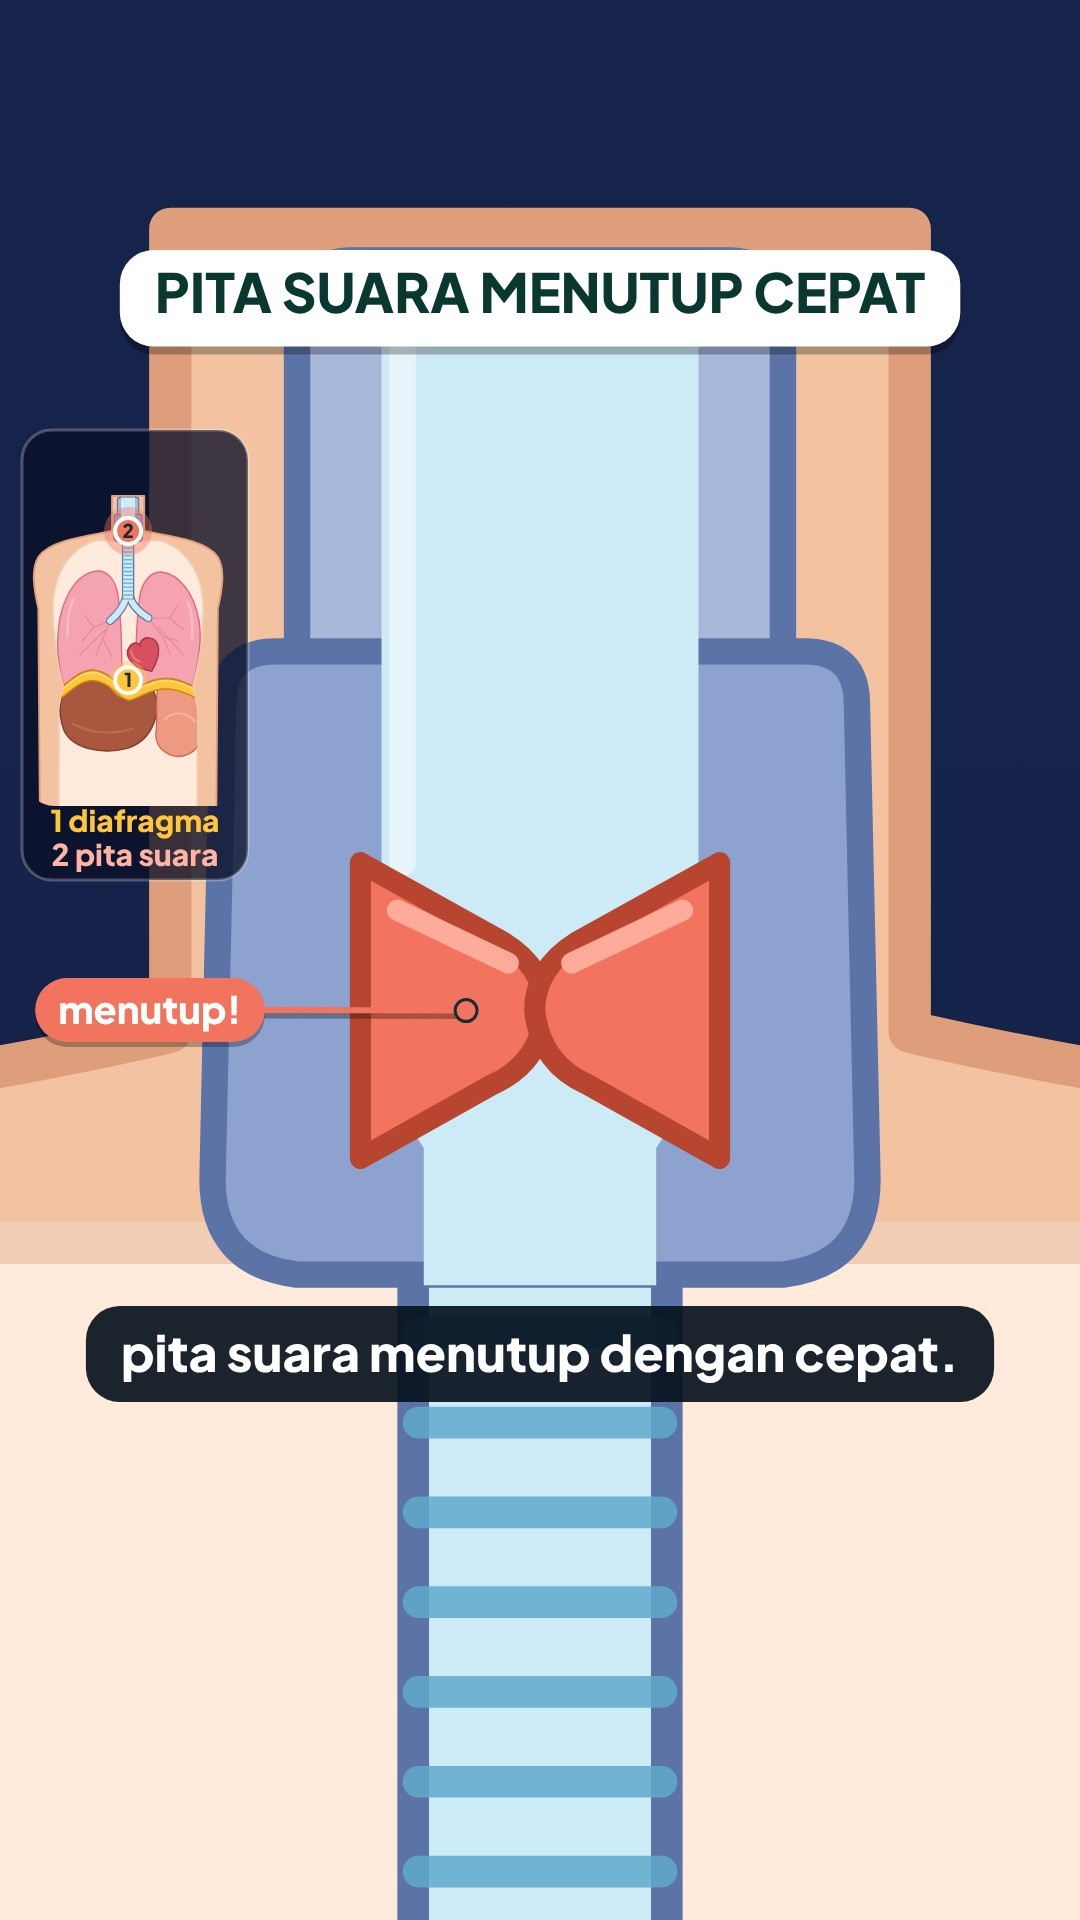 PITA SUARA MENUTUP CEPAT
2
1
1 diafragma
2 pita suara
menutup!
pita suara menutup dengan cepat.